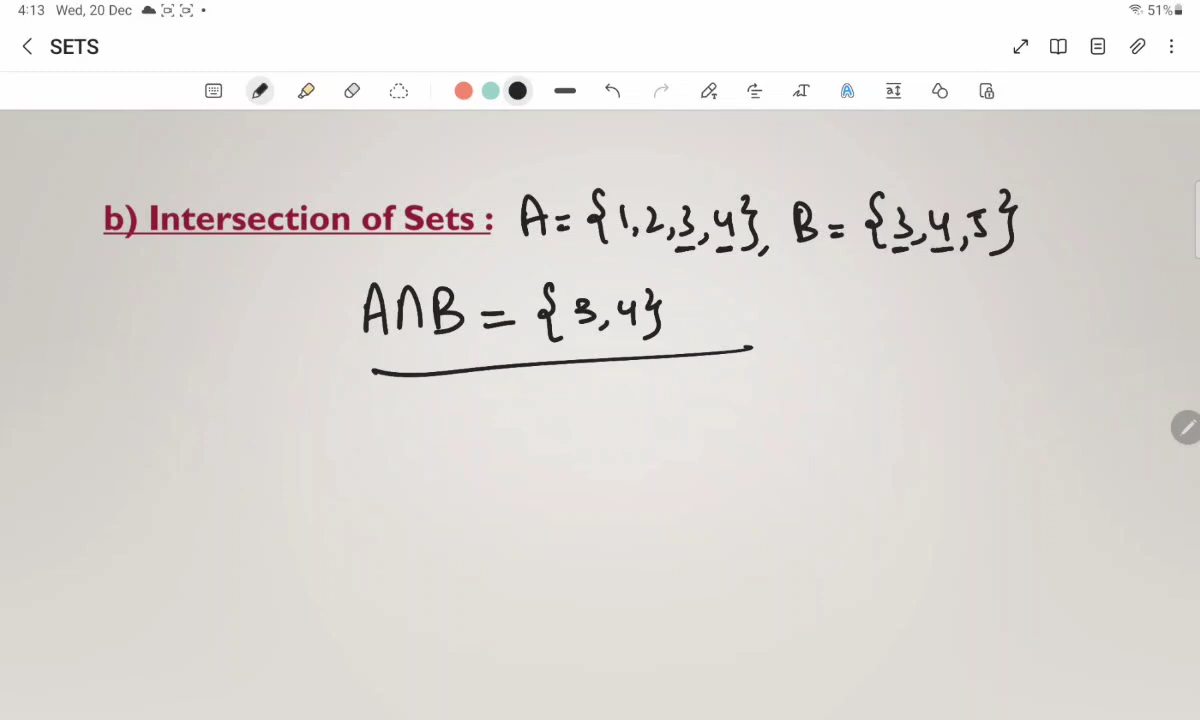 4:13 Wed, 20 Dec 51%
SETS
b) Intersection of Sets : A = {1,2,3,4}, B = {3,4,5}
A∩B = {3,4}